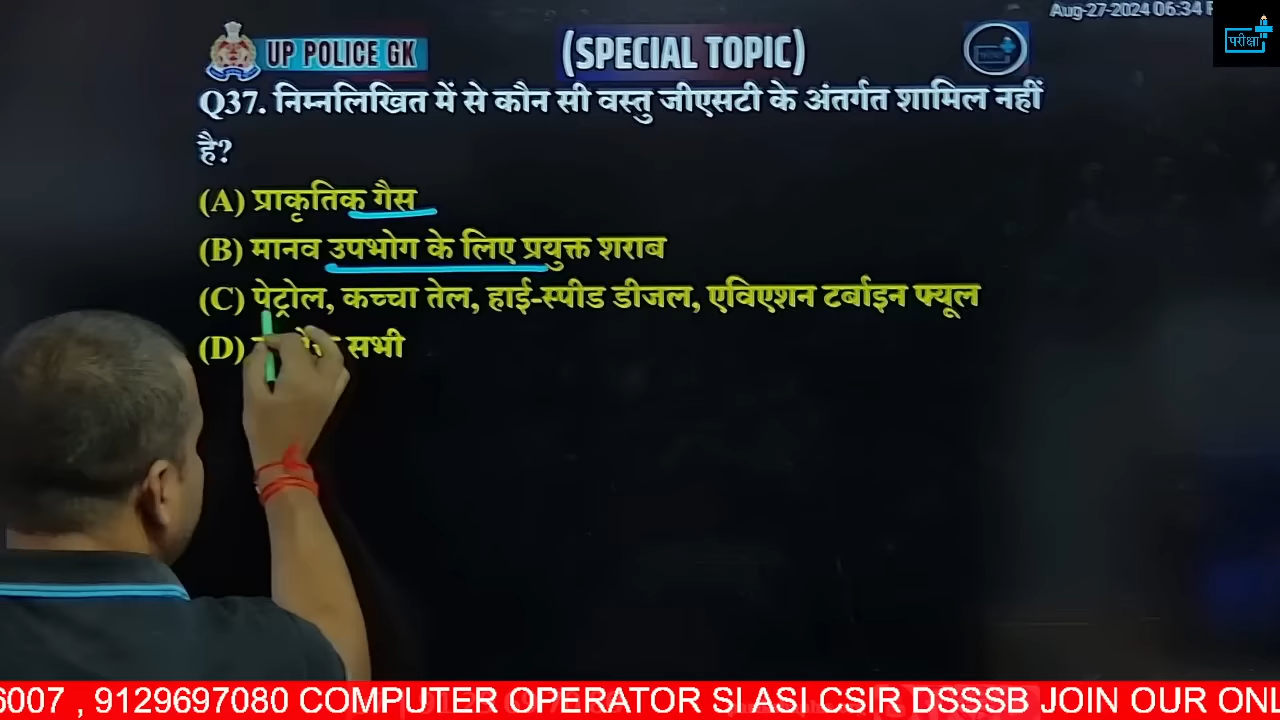 Aug-27-2024 06:34
परीक्षा
UP POLICE GK
(SPECIAL TOPIC)
Q37. निम्नलिखित में से कौन सी वस्तु जीएसटी के अंतर्गत शामिल नहीं
है?
(A) प्राकृतिक गैस
(B) मानव उपभोग के लिए प्रयुक्त शराब
(C) पेट्रोल, कच्चा तेल, हाई-स्पीड डीजल, एविएशन टर्बाइन फ्यूल
(D) सभी
6007 , 9129697080 COMPUTER OPERATOR SI,ASI,CSIR DSSSB JOIN OUR ONL